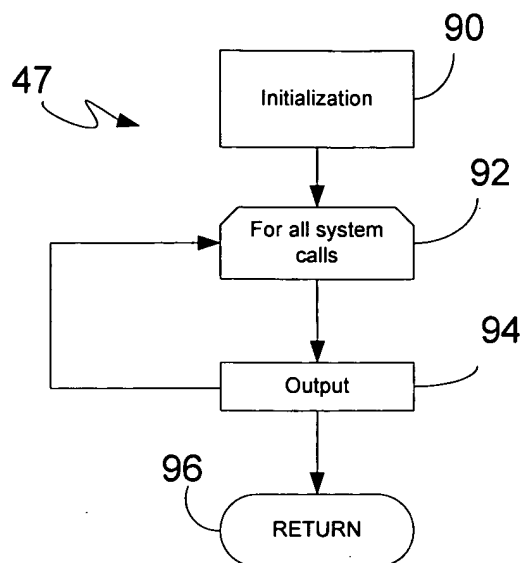 90
47
Initialization
92
For all system
calls
94
Output
96
RETURN